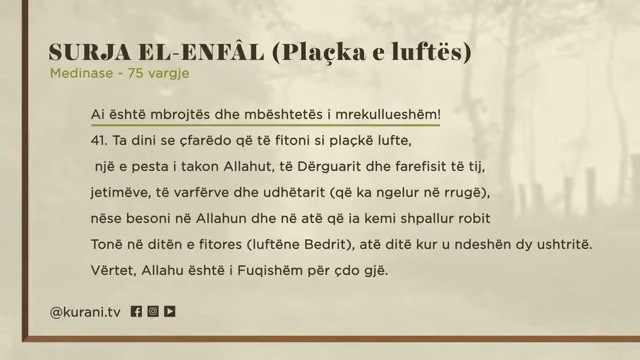 SURJA EL-ENFÂL (Plaçka e luftës)
Medinase - 75 vargje
Ai është mbrojtës dhe mbështetës i mrekullueshëm!
41. Ta dini se çfarëdo që të fitoni si plaçkë lufte,
një e pesta i takon Allahut, të Dërguarit dhe farefisit të tij,
jetimëve, të varfërve dhe udhëtarit (që ka ngelur në rrugë),
nëse besoni në Allahun dhe në atë që ia kemi shpallur robit
Tonë në ditën e fitores (luftëne Bedrit), atë ditë kur u ndeshën dy ushtritë.
Vërtet, Allahu është i Fuqishëm për çdo gjë.
@kurani.tv